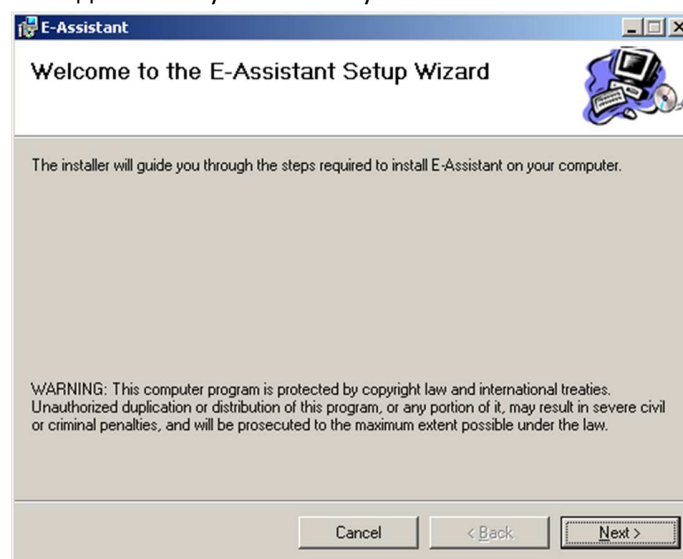 E-Assistant
Welcome to the E-Assistant Setup Wizard
The installer will guide you through the steps required to install E-Assistant on your computer.
WARNING: This computer program is protected by copyright law and international treaties.
Unauthorized duplication or distribution of this program, or any portion of it, may result in severe civil
or criminal penalties, and will be prosecuted to the maximum extent possible under the law.
Cancel < Back Next >